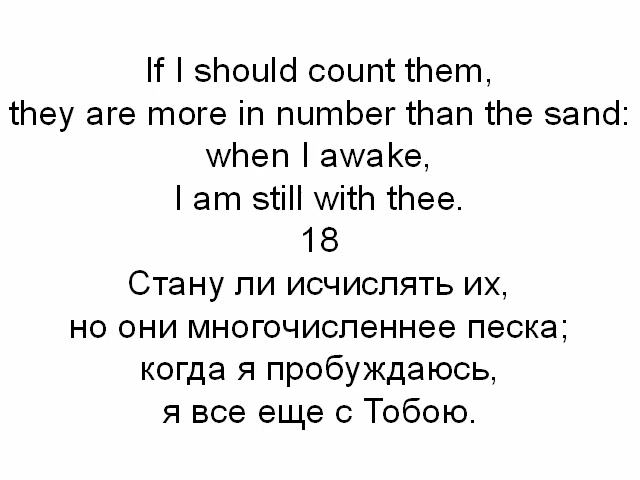 If I should count them,
they are more in number than the sand:
when I awake,
I am still with thee.
18
Стану ли исчислять их,
но они многочисленнее песка;
когда я пробуждаюсь,
я все еще с Тобою.